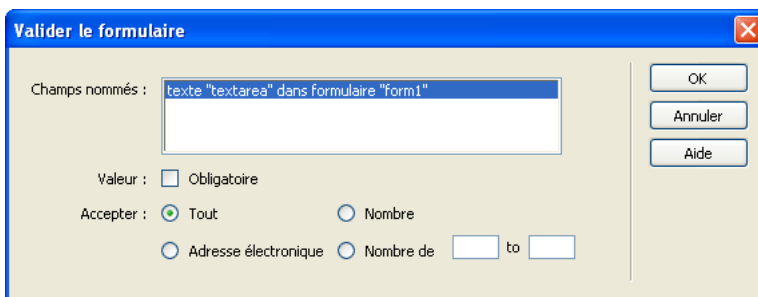 Valider le formulaire
Champs nommés :
texte "textarea" dans formulaire "form1"
OK
Annuler
Aide
Valeur :
Obligatoire
Accepter :
Tout
Nombre
Adresse électronique
Nombre de
to